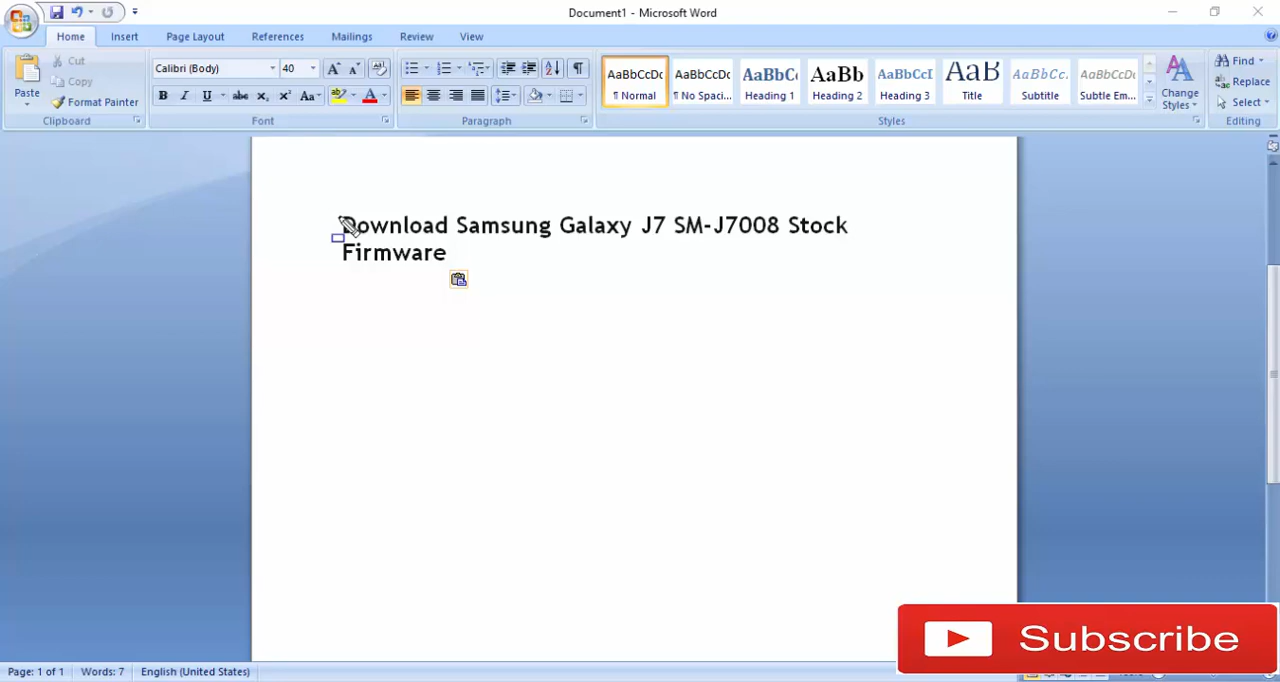 Document1 - Microsoft Word
Home Insert Page Layout References Mailings Review View
Paste
Cut
Copy
Format Painter
Clipboard
Calibri (Body) 40
Font
Paragraph
AaBbCcDc AaBbCcDc AaBbCc AaBb AaBbCcI AaB AaBbCc. AaBbCcDc
¶ Normal ¶ No Spaci... Heading 1 Heading 2 Heading 3 Title Subtitle Subtle Em...
Change
Styles
Styles
Find
Replace
Select
Editing
Download Samsung Galaxy J7 SM-J7008 Stock
Firmware
Subscribe
Page: 1 of 1 Words: 7 English (United States)